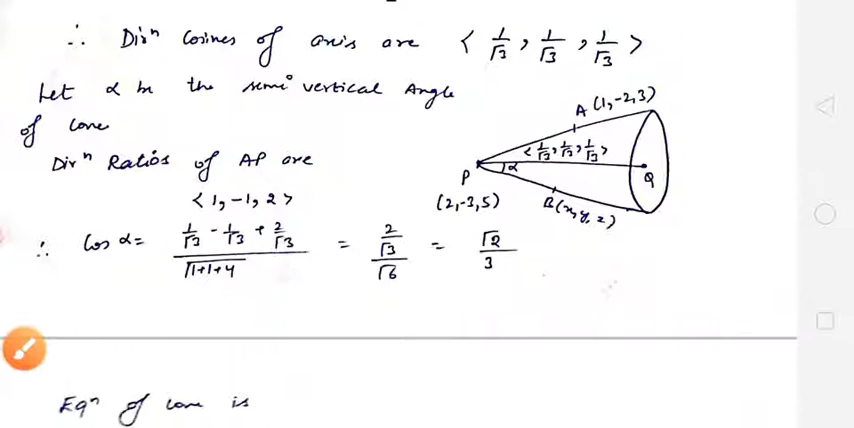 ∴ Dirⁿ Cosines of axis are < 1/√3, 1/√3, 1/√3 >
Let α be the semi vertical Angle
of cone
Dirⁿ Ratios of AP are
< 1, -1, 2 >
∴ Cos α = (1/√3 - 1/√3 + 2/√3) / √(1+1+4) = (2/√3) / √6 = √2/3
A (1, -2, 3)
< 1/√3, 1/√3, 1/√3 >
P
α
Q
(2, -3, 5)
B(x, y, z)
Eqⁿ of cone is